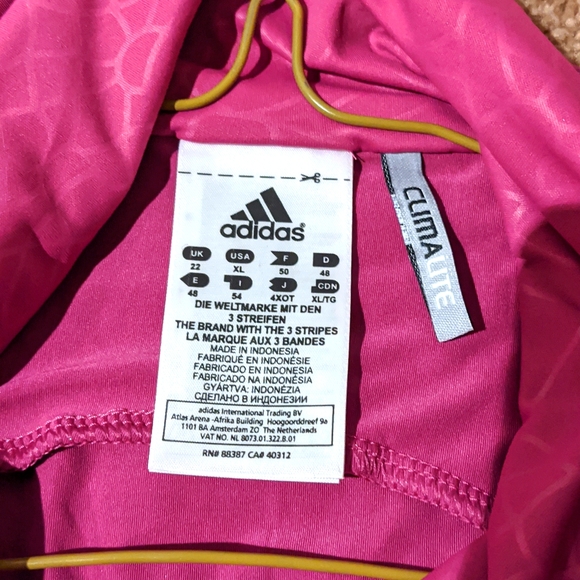 adidas
UK USA F D
22 XL 50 48
E I J CDN
48 54 4XOT XL/TG
DIE WELTMARKE MIT DEN
3 STREIFEN
THE BRAND WITH THE 3 STRIPES
LA MARQUE AUX 3 BANDES
MADE IN INDONESIA
FABRIQUÉ EN INDONÉSIE
FABRICADO EN INDONESIA
FABRICADO NA INDONÉSIA
GYÁRTVA: INDONÉZIA
СДЕЛАНО В ИНДОНЕЗИИ
adidas International Trading BV
Atlas Arena -Afrika Building Hoogoorddreef 9a
1101 BA Amsterdam ZO The Netherlands
VAT NO. NL 8073.01.322.B.01
RN# 88387 CA# 40312
CLIMALITE